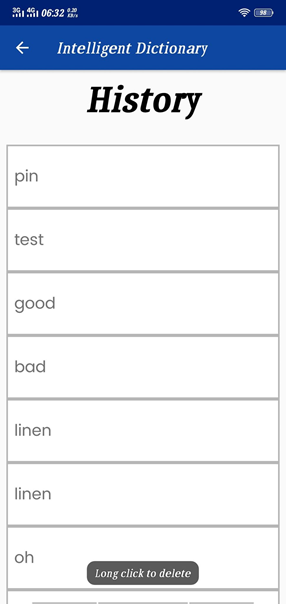 3G 4G 06:32 0.20 KB/s 98
Intelligent Dictionary
History
pin
test
good
bad
linen
linen
oh
Long click to delete